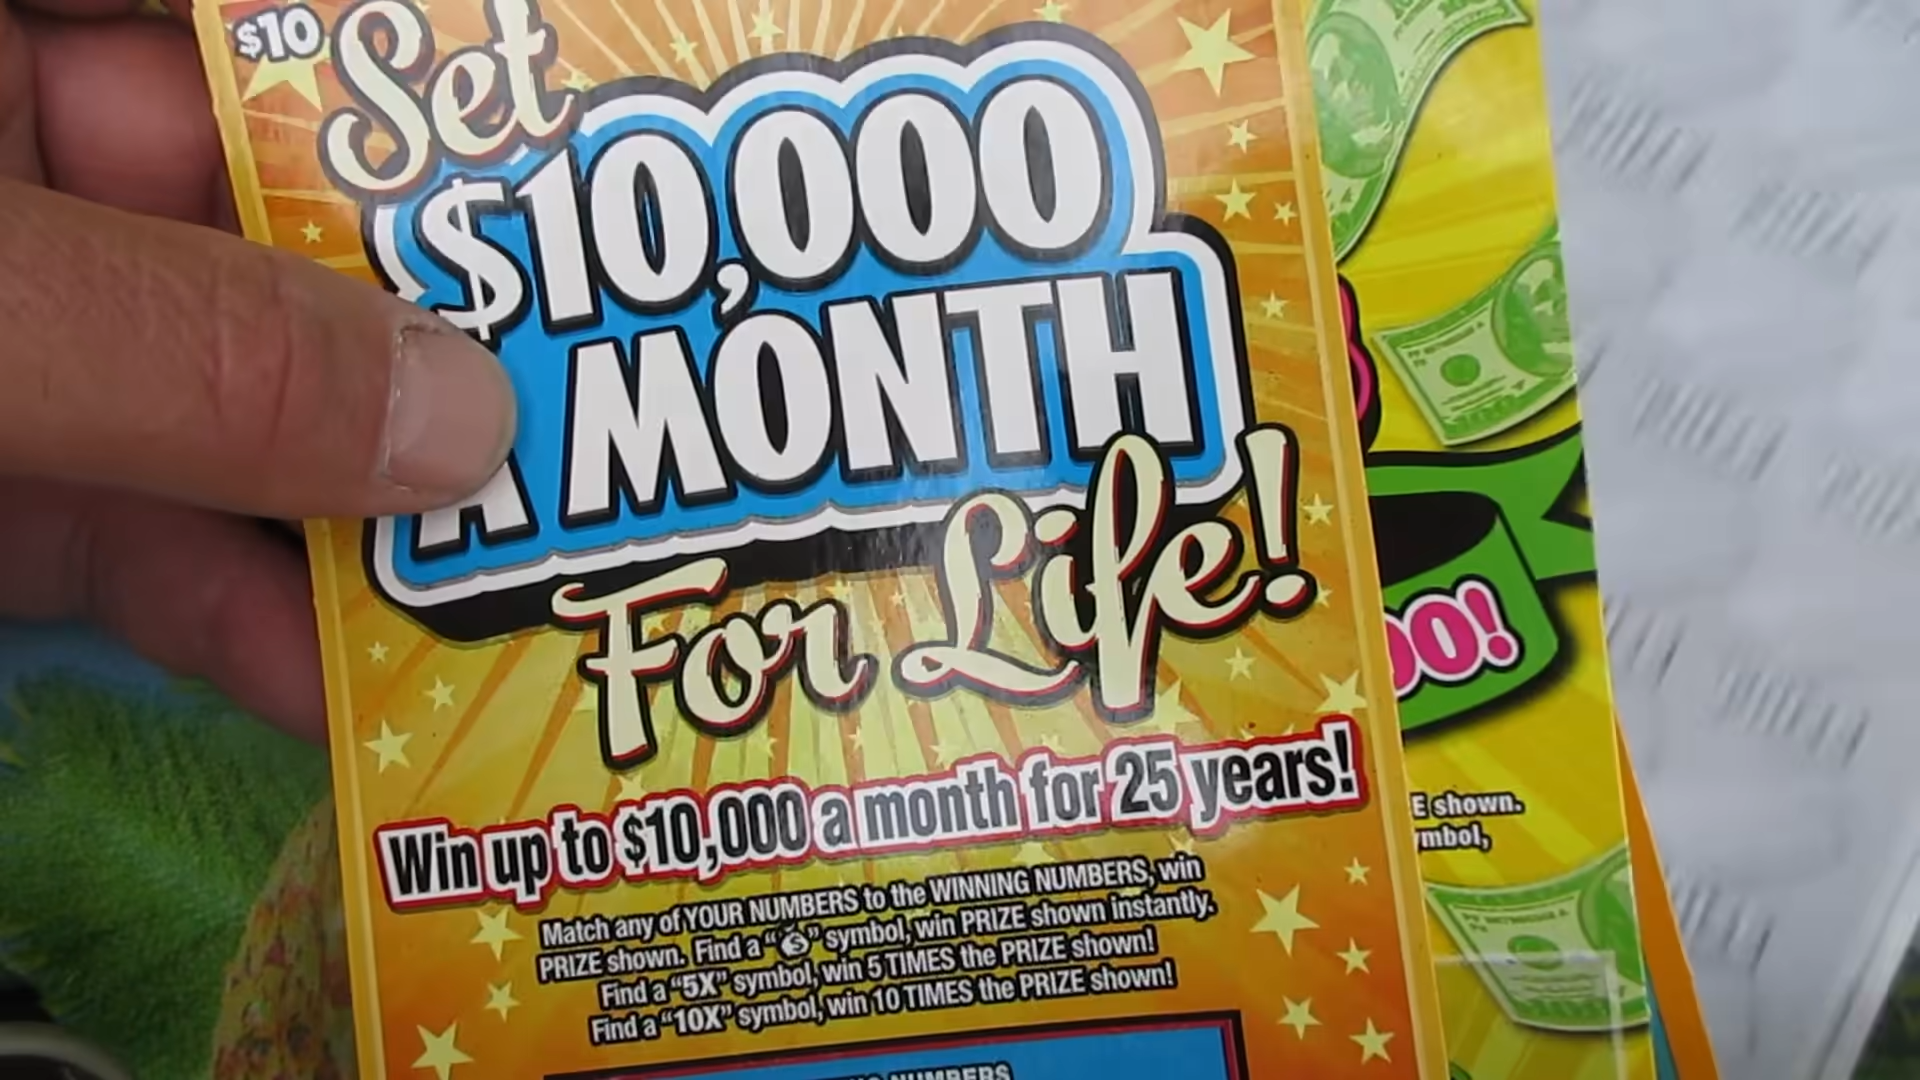 $10
Set
$10,000
A MONTH
For Life!
Win up to $10,000 a month for 25 years!
Match any of YOUR NUMBERS to the WINNING NUMBERS, win
PRIZE shown. Find a “💰” symbol, win PRIZE shown instantly.
Find a “5X” symbol, win 5 TIMES the PRIZE shown!
Find a “10X” symbol, win 10 TIMES the PRIZE shown!
NUMBERS
00!
E shown.
mbol,